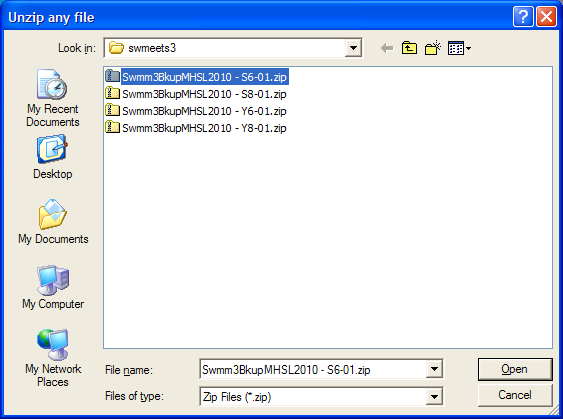 Unzip any file
Look in: swmeets3
Swmm3BkupMHSL2010 - S6-01.zip
Swmm3BkupMHSL2010 - S8-01.zip
Swmm3BkupMHSL2010 - Y6-01.zip
Swmm3BkupMHSL2010 - Y8-01.zip
My Recent
Documents
Desktop
My Documents
My Computer
My Network
Places
File name: Swmm3BkupMHSL2010 - S6-01.zip Open
Files of type: Zip Files (*.zip) Cancel